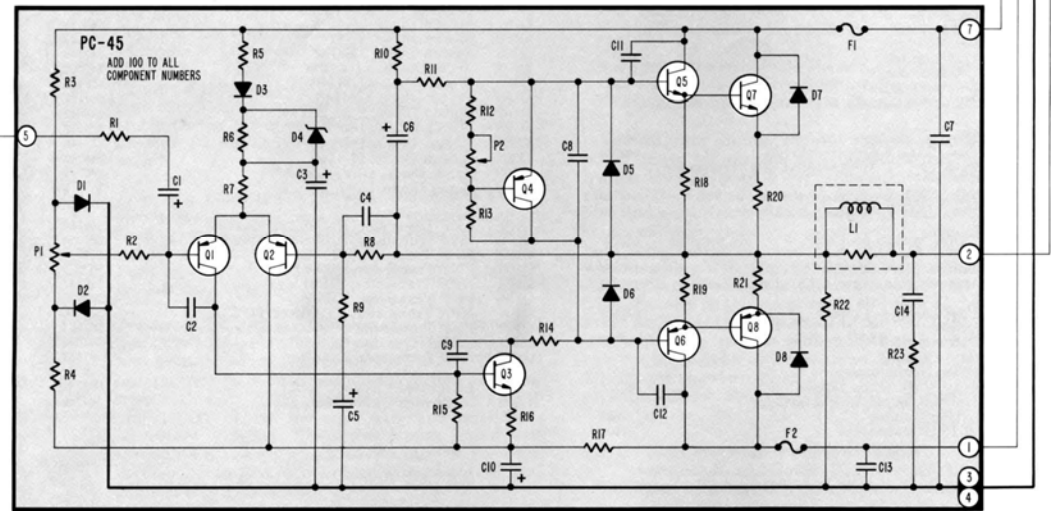 PC-45
ADD 100 TO ALL
COMPONENT NUMBERS
R3
R5
R10
C11
F1
7
D3
R11
Q5
Q7
D7
5
R1
R6
D4
C6
R12
P2
C8
D5
C7
C1
R7
C3
Q4
R18
D1
C4
R13
R20
L1
P1
R2
Q1
Q2
R8
2
D2
C2
R9
D6
R19
R21
R22
C14
R14
Q6
Q8
R23
R4
C9
Q3
D8
C5
R15
R16
C12
R17
F2
1
C10
C13
3
4